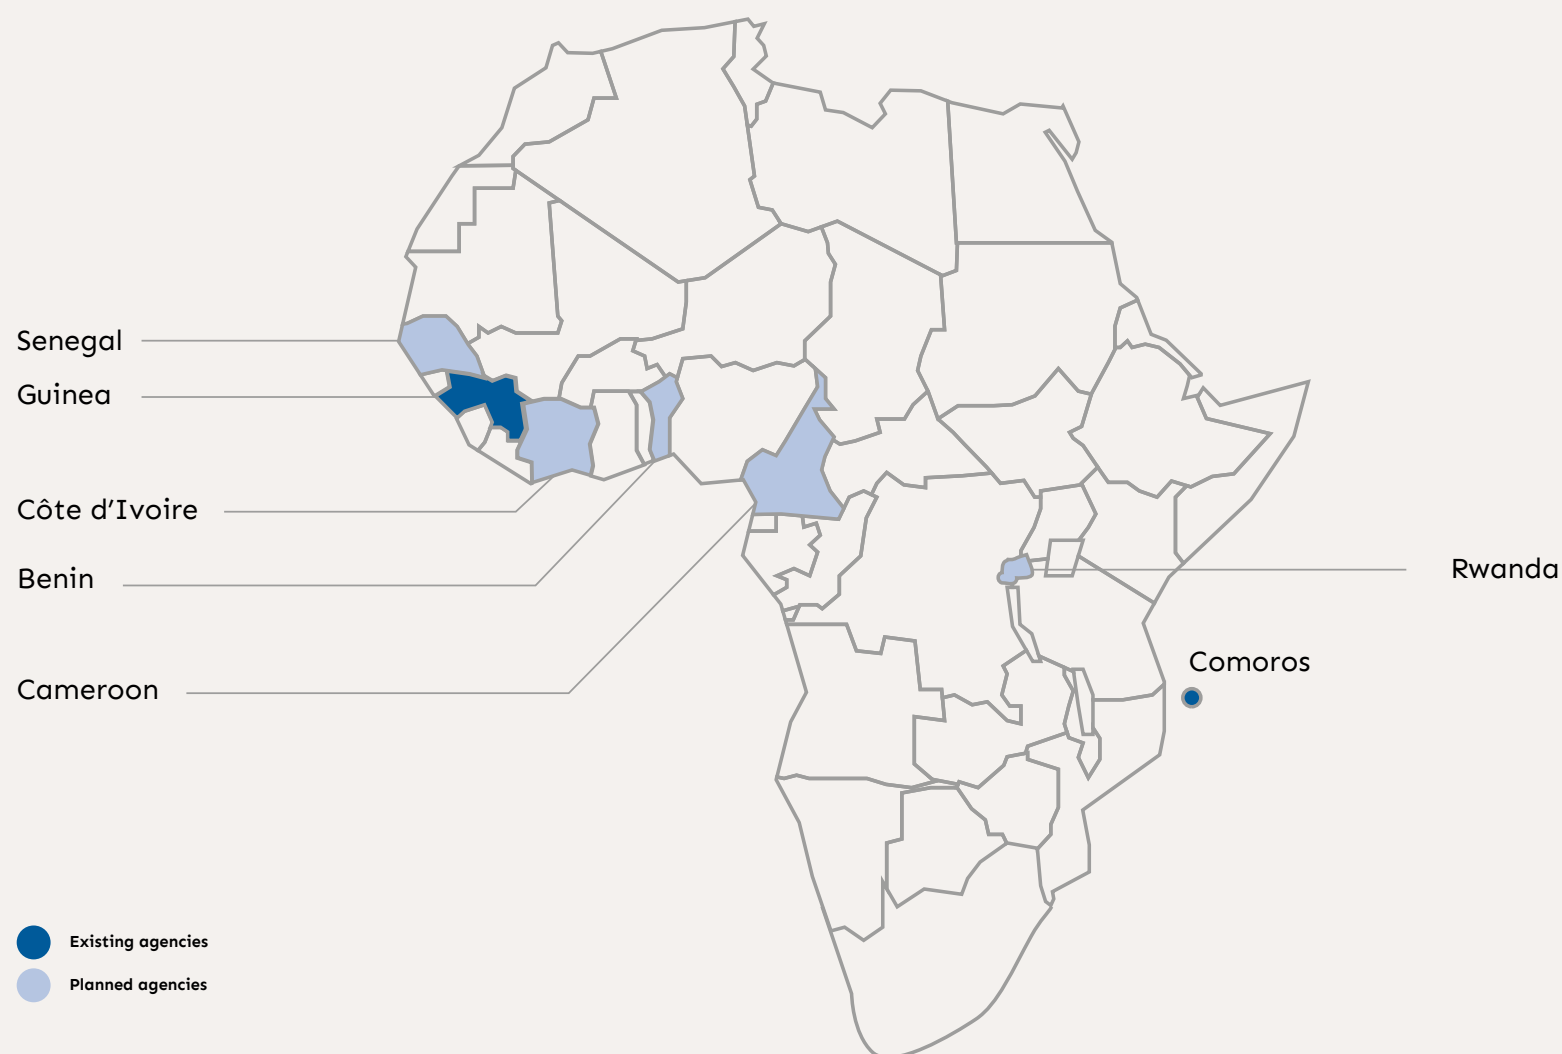 Senegal
Guinea
Côte d’Ivoire
Benin
Cameroon
Rwanda
Comoros
Existing agencies
Planned agencies